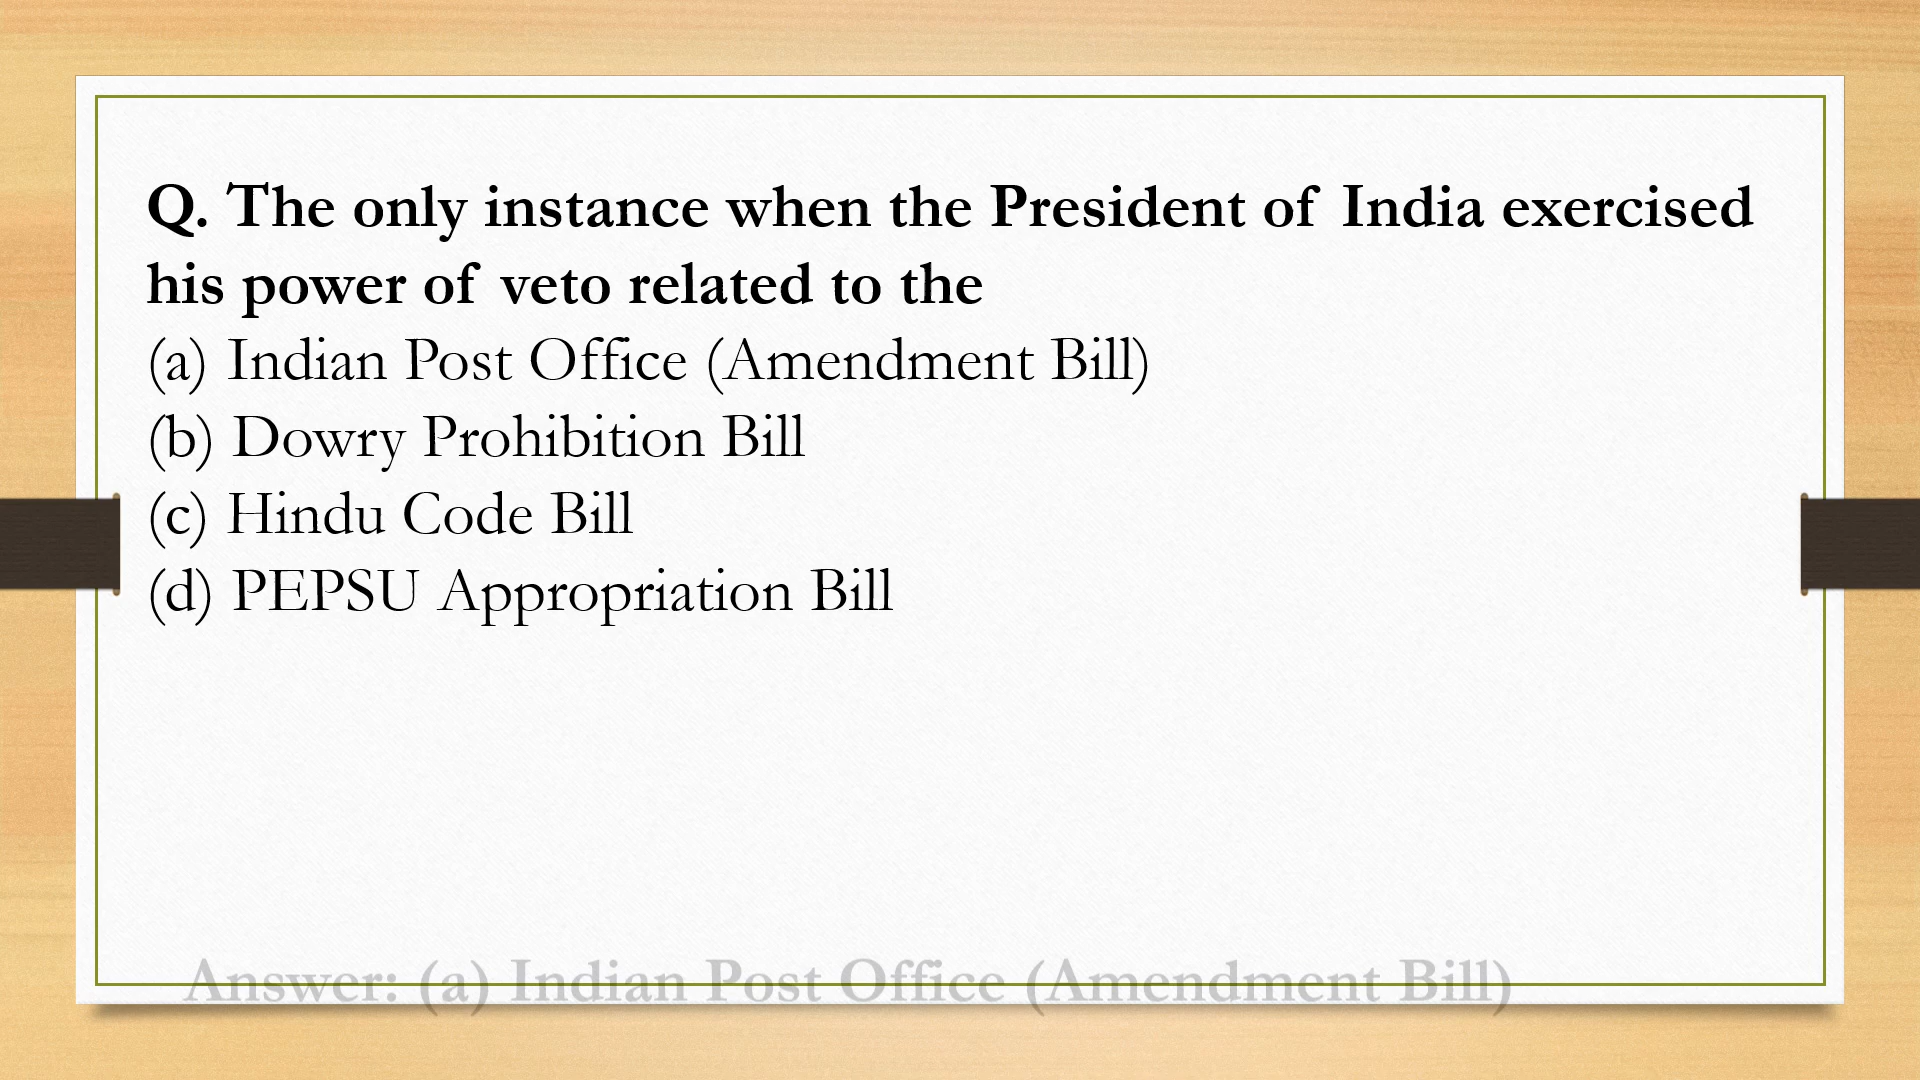 Q. The only instance when the President of India exercised
his power of veto related to the
(a) Indian Post Office (Amendment Bill)
(b) Dowry Prohibition Bill
(c) Hindu Code Bill
(d) PEPSU Appropriation Bill
Answer: (a) Indian Post Office (Amendment Bill)